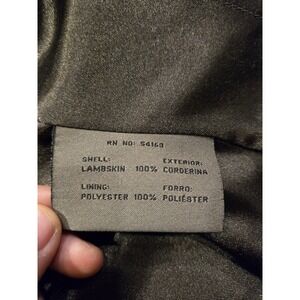 RN NO: 54163
SHELL: EXTERIOR:
LAMBSKIN 100% CORDERINA
LINING: FORRO:
POLYESTER 100% POLIÉSTER